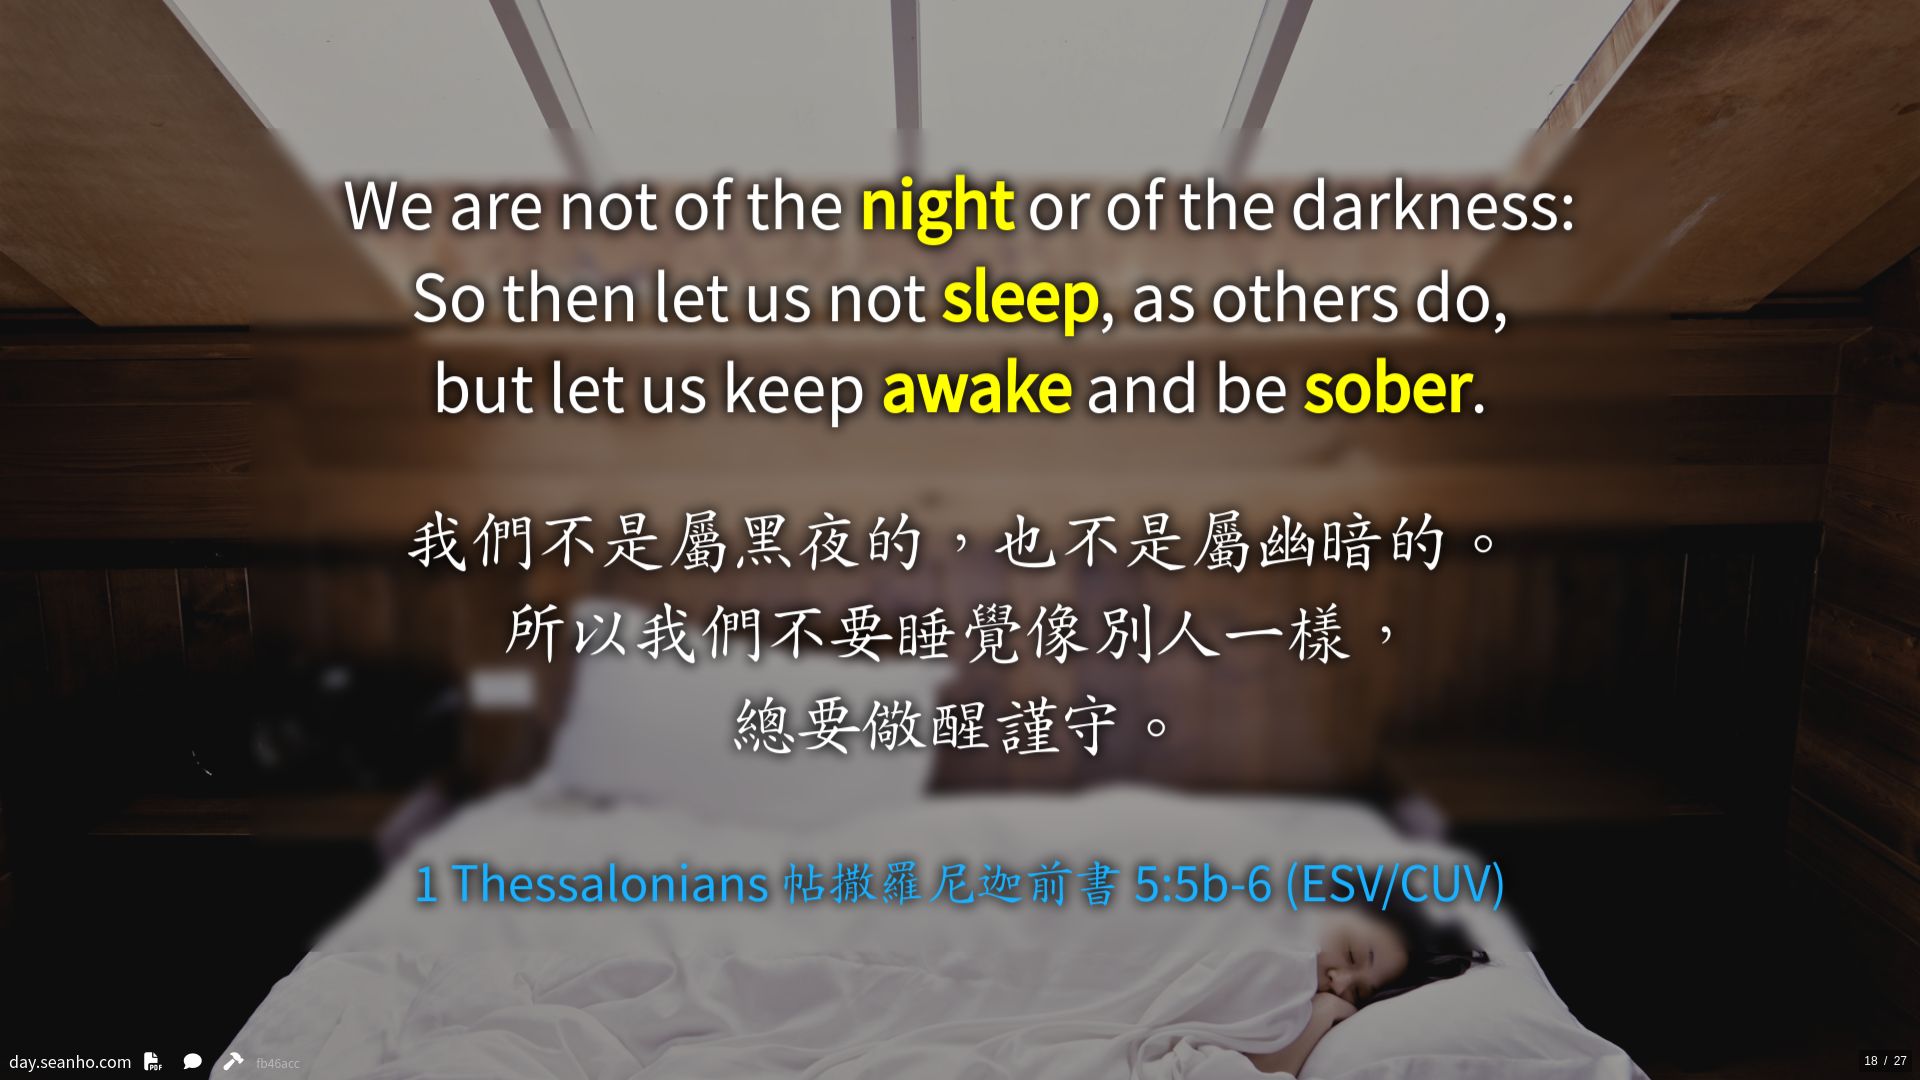 We are not of the night or of the darkness:
So then let us not sleep, as others do,
but let us keep awake and be sober.
我們不是屬黑夜的，也不是屬幽暗的。
所以我們不要睡覺像別人一樣，
總要儆醒謹守。
1 Thessalonians 帖撒羅尼迦前書 5:5b-6 (ESV/CUV)
day.seanho.com PDF fb46acc
18 / 27